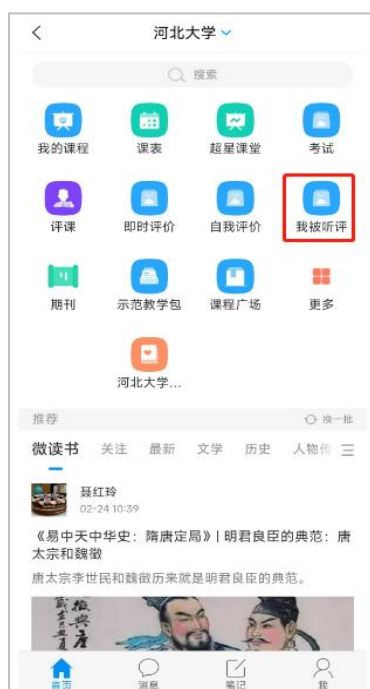 河北大学
搜索
我的课程 课表 超星课堂 考试
评课 即时评价 自我评价 我被听评
期刊 示范教学包 课程广场 更多
河北大学...
推荐 换一批
微读书 关注 最新 文学 历史 人物传
聂红玲
02-24 10:39
《易中天中华史：隋唐定局》| 明君良臣的典范：唐
太宗和魏徵
唐太宗李世民和魏徵历来就是明君良臣的典范。
首页 消息 笔记 我